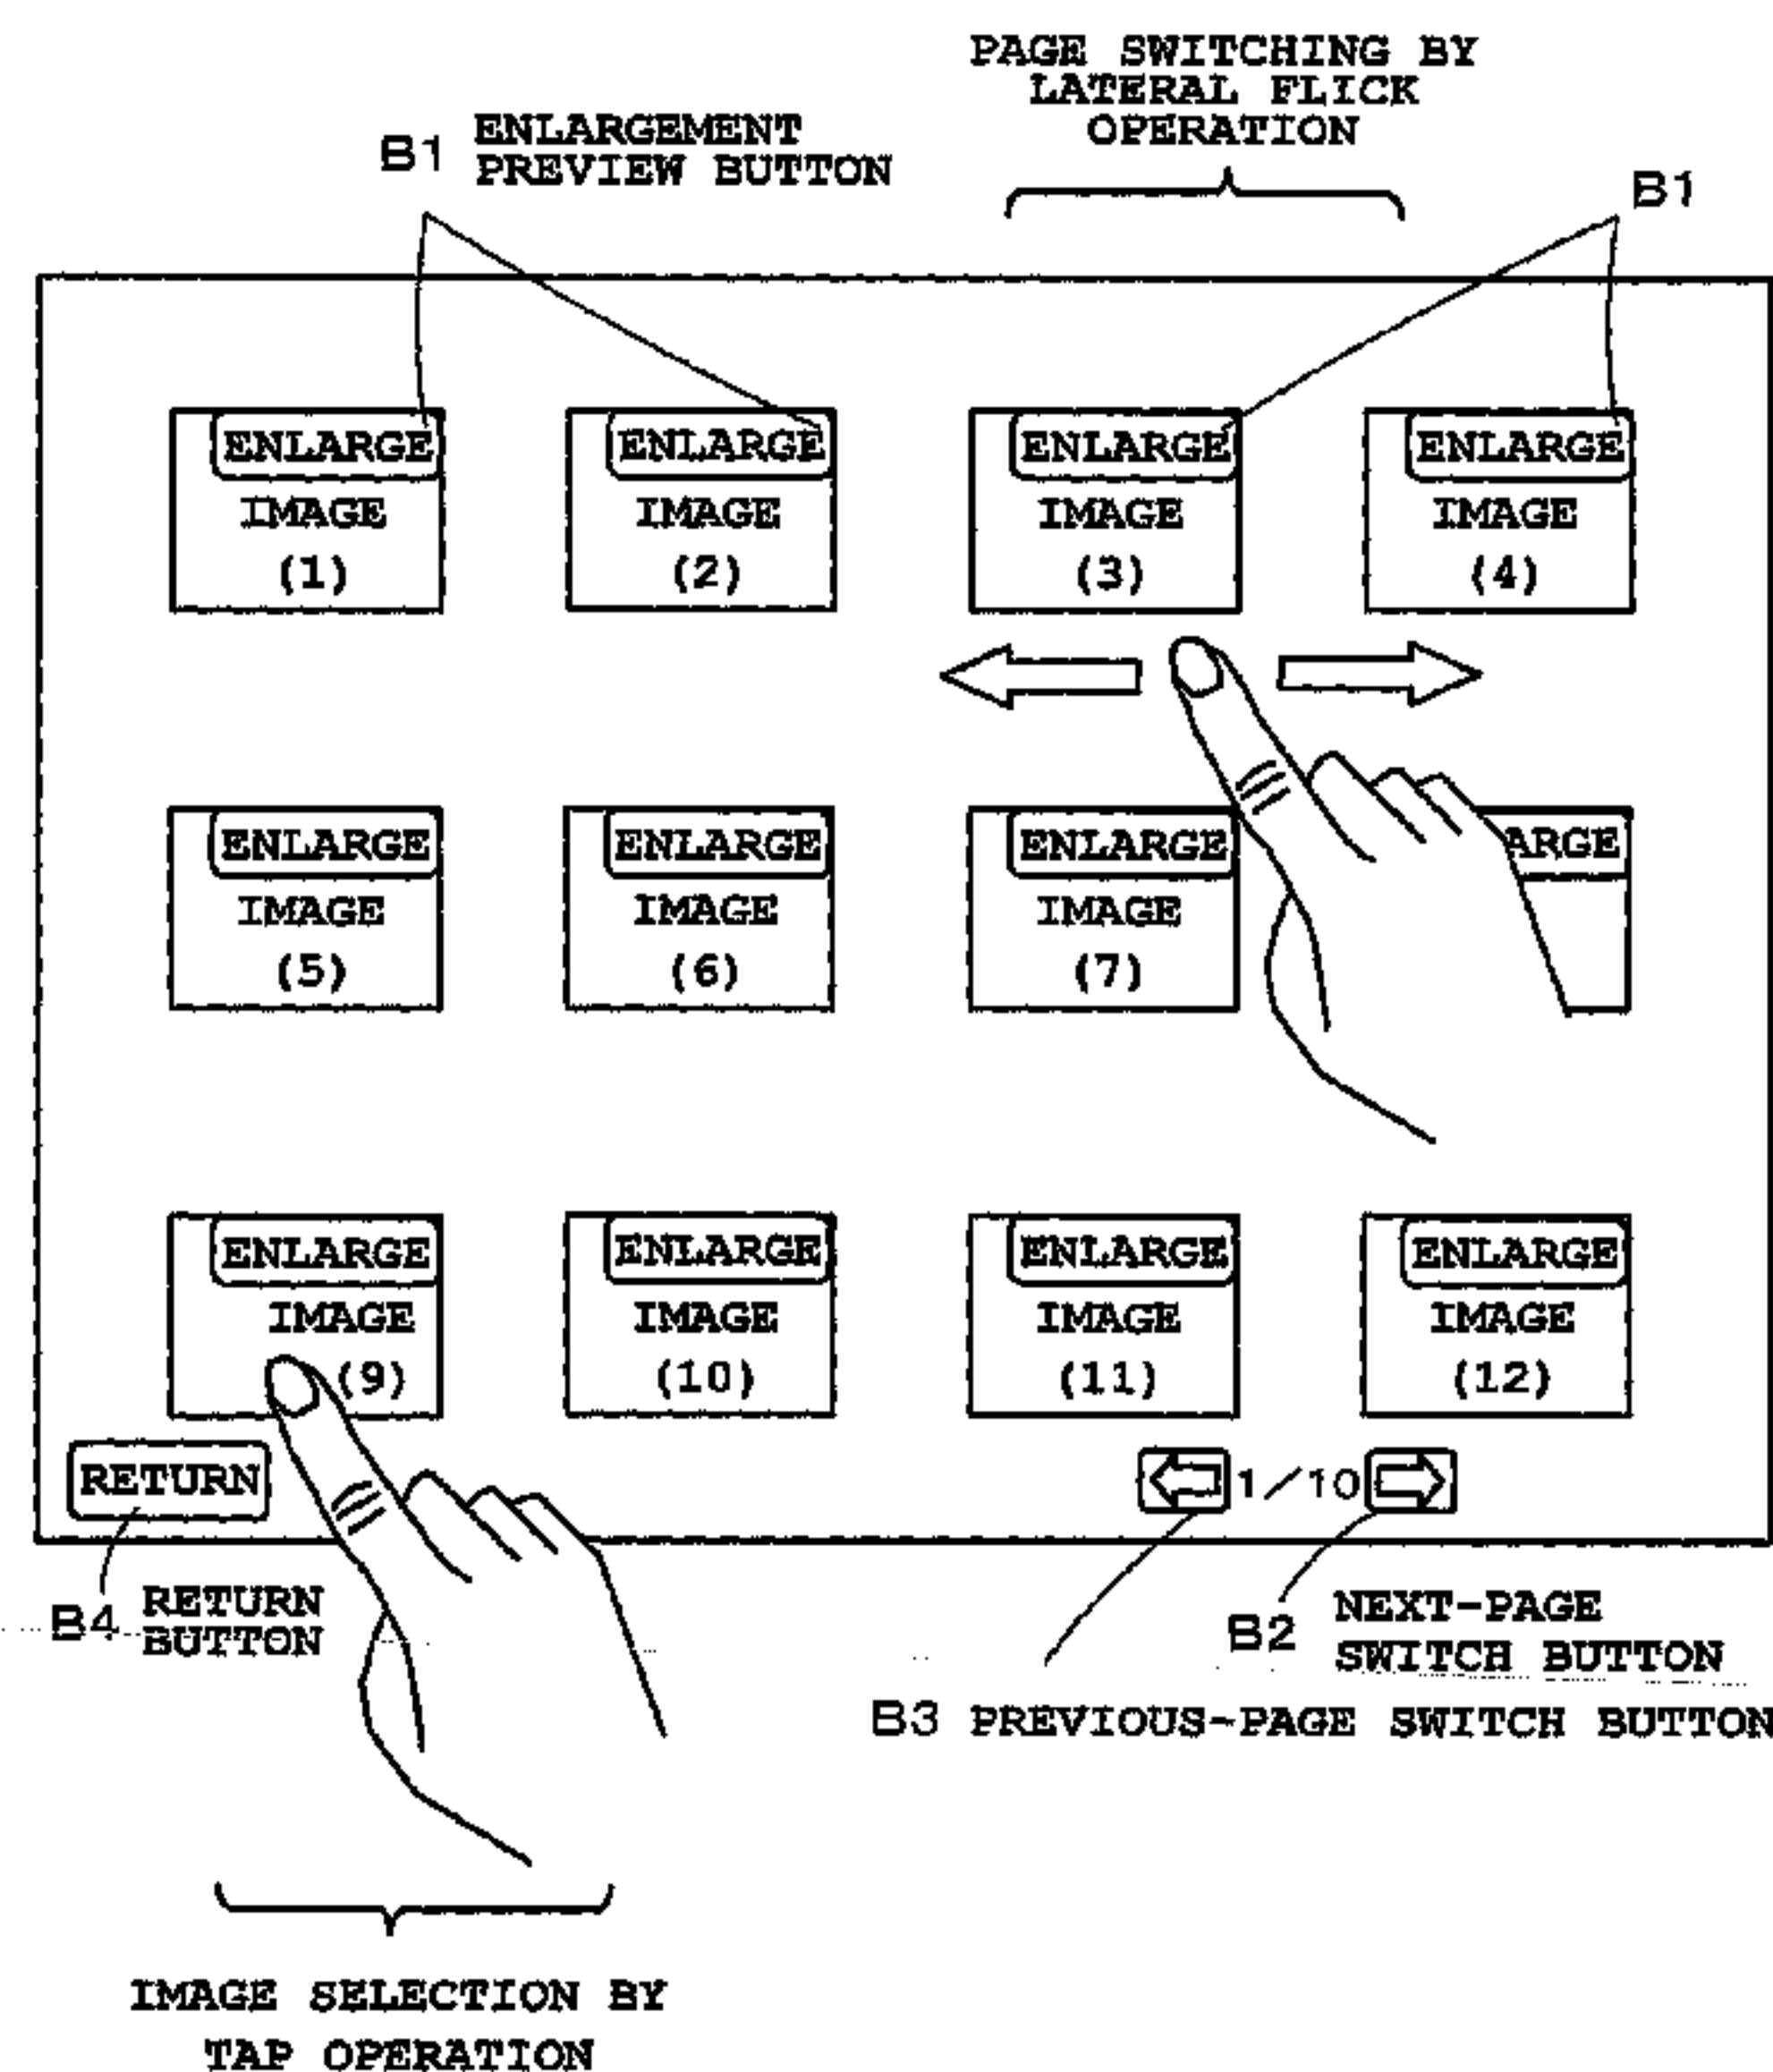 PAGE SWITCHING BY
LATERAL FLICK
OPERATION
B1 ENLARGEMENT
PREVIEW BUTTON
B1
ENLARGE ENLARGE ENLARGE ENLARGE
IMAGE IMAGE IMAGE IMAGE
(1) (2) (3) (4)
ENLARGE ENLARGE ENLARGE ARGE
IMAGE IMAGE IMAGE
(5) (6) (7)
ENLARGE ENLARGE ENLARGE ENLARGE
IMAGE IMAGE IMAGE IMAGE
(9) (10) (11) (12)
RETURN 1/10
B4 RETURN
BUTTON
B2 NEXT-PAGE
SWITCH BUTTON
B3 PREVIOUS-PAGE SWITCH BUTTON
IMAGE SELECTION BY
TAP OPERATION